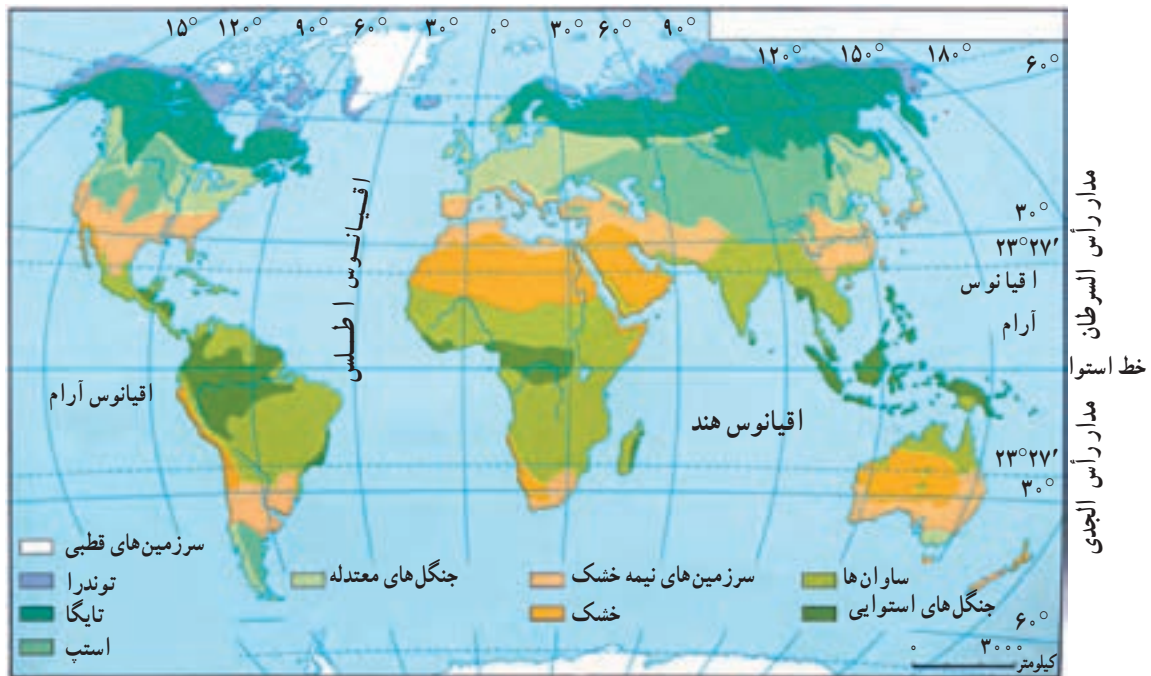 ۱۵° ۱۲۰° ۹۰° ۶۰° ۳۰° ۰° ۳۰° ۶۰° ۹۰°
۱۲۰° ۱۵۰° ۱۸۰° ۶۰°
مدار رأس السرطان
۳۰°
۲۳°۲۷′
اقیانوس
آرام
اقیانوس اطلس
خط استوا
اقیانوس آرام
اقیانوس هند
مدار رأس الجدی
۲۳°۲۷′
۳۰°
سرزمین‌های قطبی
توندرا
تایگا
استپ
جنگل‌های معتدله
سرزمین‌های نیمه خشک
خشک
ساوان‌ها
جنگل‌های استوایی
۶۰°
۰ ۳۰۰۰
کیلومتر